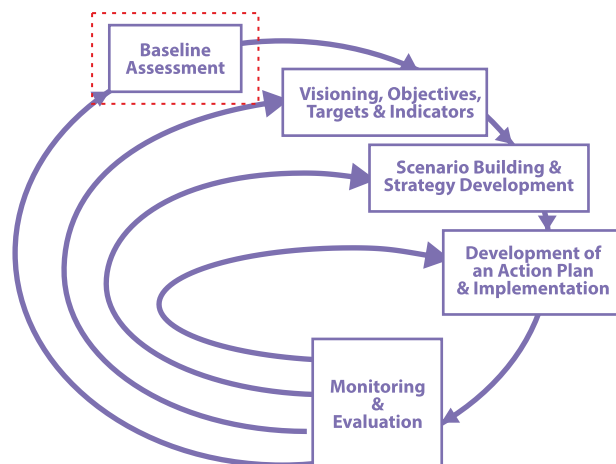 Baseline
Assessment
Visioning, Objectives,
Targets & Indicators
Scenario Building &
Strategy Development
Development of
an Action Plan
& Implementation
Monitoring
&
Evaluation